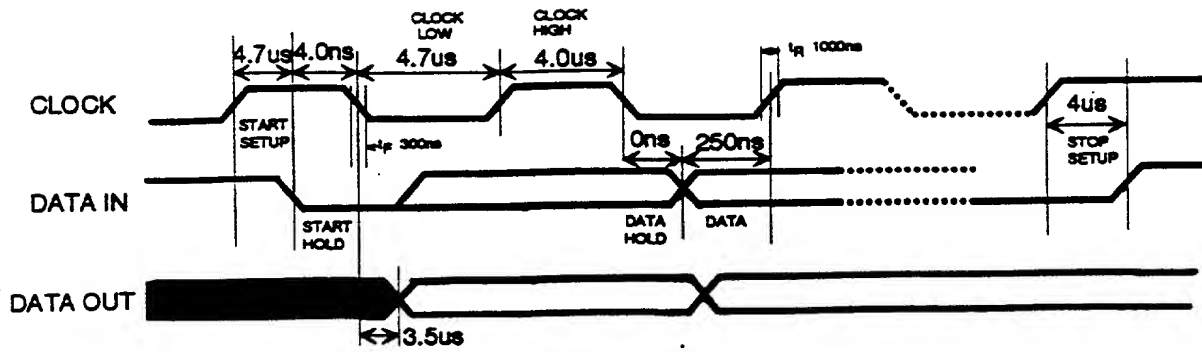 CLOCK LOW
CLOCK HIGH
4.7us
4.0ns
4.7us
4.0us
tR 1000ns
CLOCK
START SETUP
tF 300ns
0ns
250ns
4us
STOP SETUP
DATA IN
START HOLD
DATA HOLD
DATA
DATA OUT
3.5us